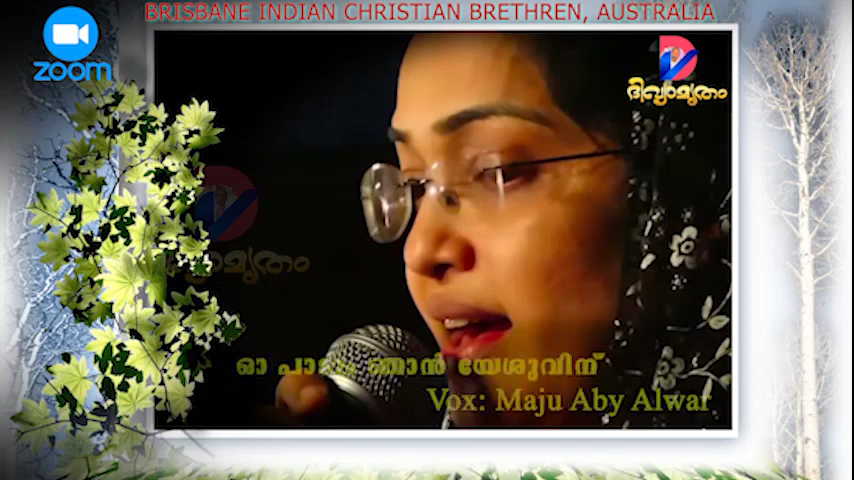 BRISBANE INDIAN CHRISTIAN BRETHREN, AUSTRALIA
zoom
ദിവ്യാമൃതം
ഓ പാടും ഞാൻ യേശുവിന്
Vox: Maju Aby Alwar